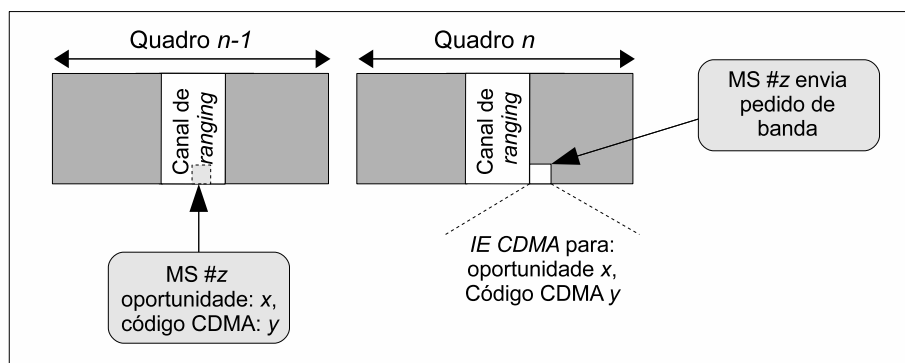 Quadro n-1
Quadro n
Canal de
ranging
Canal de
ranging
MS #z envia
pedido de
banda
MS #z
oportunidade: x,
código CDMA: y
IE CDMA para:
oportunidade x,
Código CDMA y